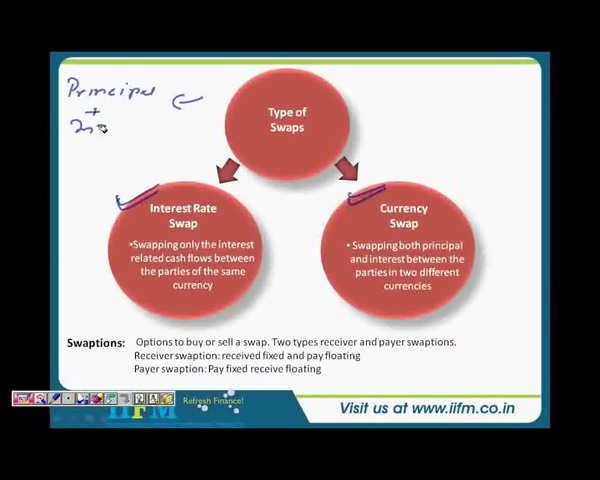 Principal
+
Type of
Swaps
Interest Rate
Swap
•Swapping only the interest
related cash flows between
the parties of the same
currency
Currency
Swap
• Swapping both principal
and interest between the
parties in two different
currencies
Swaptions: Options to buy or sell a swap. Two types receiver and payer swaptions.
Receiver swaption: received fixed and pay floating
Payer swaption: Pay fixed receive floating
IIFM
Refresh Finance!
Visit us at www.iifm.co.in